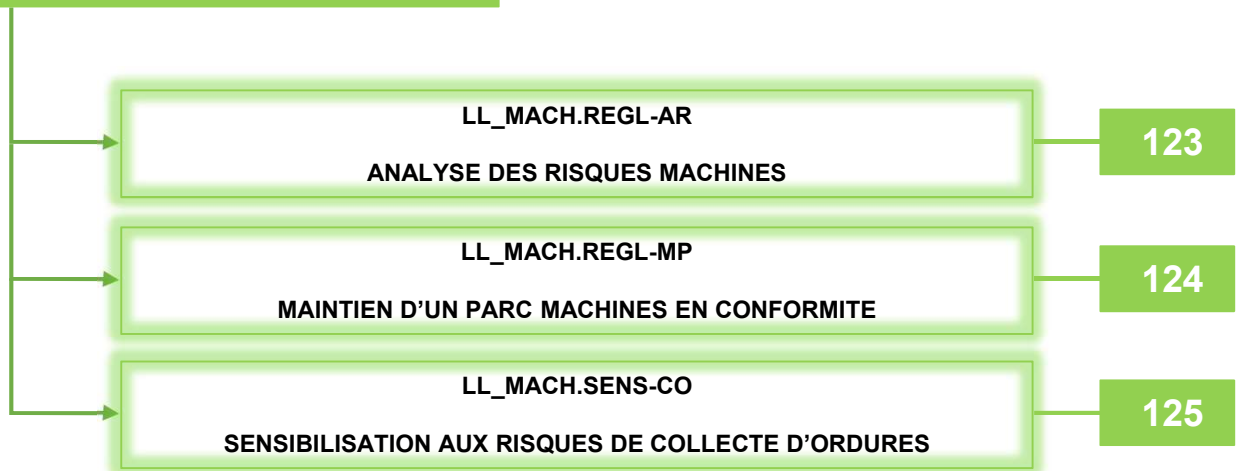 LL_MACH.REGL-AR
ANALYSE DES RISQUES MACHINES
123
LL_MACH.REGL-MP
MAINTIEN D'UN PARC MACHINES EN CONFORMITE
124
LL_MACH.SENS-CO
SENSIBILISATION AUX RISQUES DE COLLECTE D'ORDURES
125